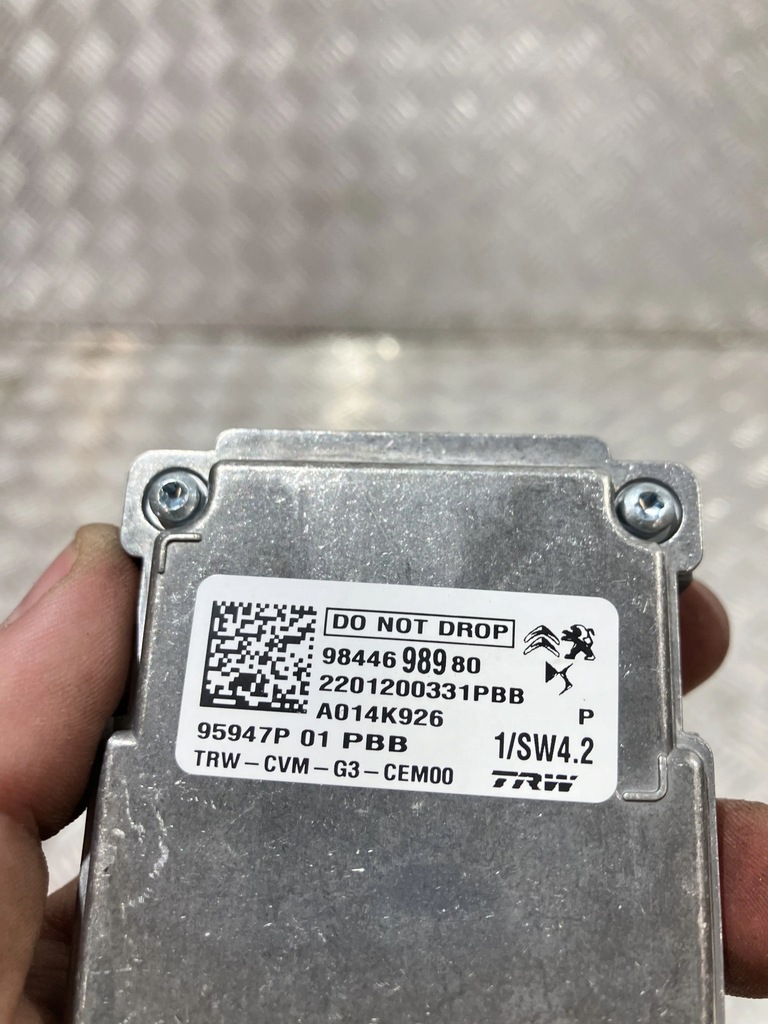 DO NOT DROP
98446 989 80
2201200331PBB
A014K926
P
95947P 01 PBB
1/SW4.2
TRW-CVM-G3-CEM00
TRW